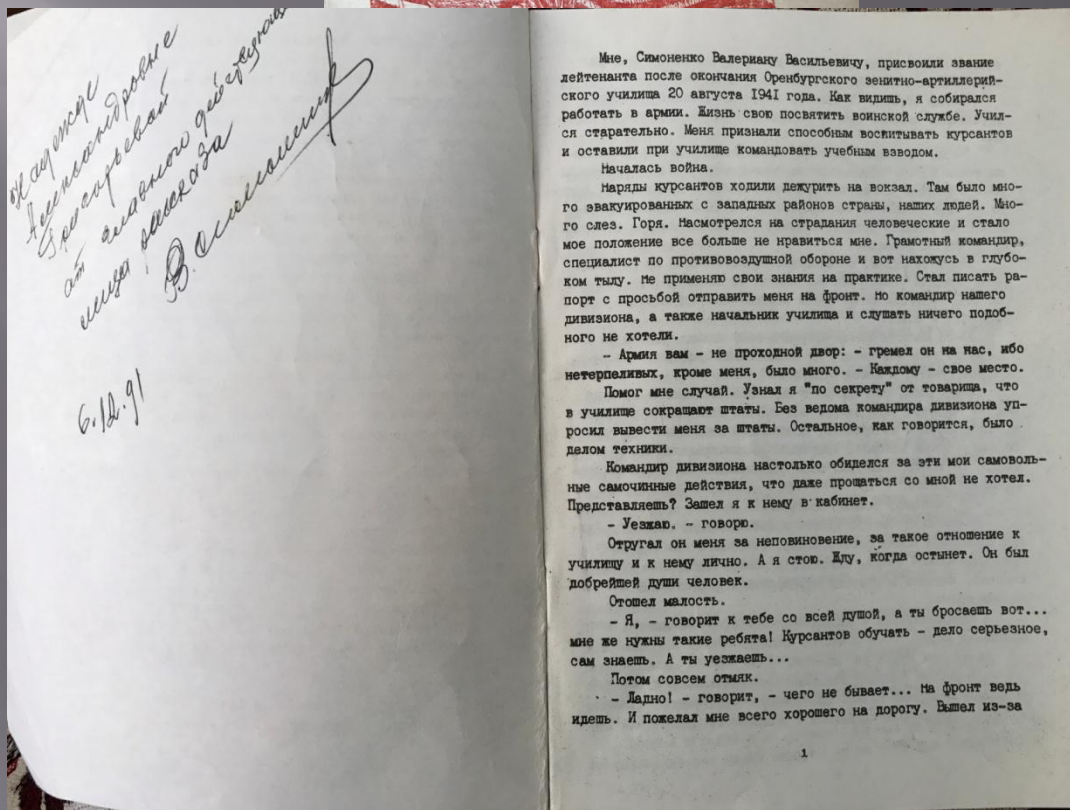 Надежде
Александровне
Григорьевой
от главного действующ
лица рассказа
В. Симоненко
6.12.91
Мне, Симоненко Валериану Васильевичу, присвоили звание
лейтенанта после окончания Оренбургского зенитно-артиллерий-
ского училища 20 августа 1941 года. Как видишь, я собирался
работать в армии. Жизнь свою посвятить воинской службе. Учил-
ся старательно. Меня признали способным воспитывать курсантов
и оставили при училище командовать учебным взводом.
Началась война.
Наряды курсантов ходили дежурить на вокзал. Там было мно-
го эвакуированных с западных районов страны, наших людей. Мно-
го слез. Горя. Насмотрелся на страдания человеческие и стало
мое положение все больше не нравиться мне. Грамотный командир,
специалист по противовоздушной обороне и вот нахожусь в глубо-
ком тылу. Не применяю свои знания на практике. Стал писать ра-
порт с просьбой отправить меня на фронт. Но командир нашего
дивизиона, а также начальник училища и слушать ничего подоб-
ного не хотели.
- Армия вам - не проходной двор: - гремел он на нас, ибо
нетерпеливых, кроме меня, было много. - Каждому - свое место.
Помог мне случай. Узнал я "по секрету" от товарища, что
в училище сокращают штаты. Без ведома командира дивизиона уп-
росил вывести меня за штаты. Остальное, как говорится, было
делом техники.
Командир дивизиона настолько обиделся за эти мои самоволь-
ные самочинные действия, что даже прощаться со мной не хотел.
Представляешь? Зашел я к нему в кабинет.
- Уезжаю. - говорю.
Отругал он меня за неповиновение, за такое отношение к
училищу и к нему лично. А я стою. Жду, когда остынет. Он был
добрейшей души человек.
Отошел малость.
- Я, - говорит к тебе со всей душой, а ты бросаешь вот...
мне же нужны такие ребята! Курсантов обучать - дело серьезное,
сам знаешь. А ты уезжаешь...
Потом совсем отмяк.
- Ладно! - говорит, - чего не бывает... На фронт ведь
идешь. И пожелал мне всего хорошего на дорогу. Вышел из-за
1